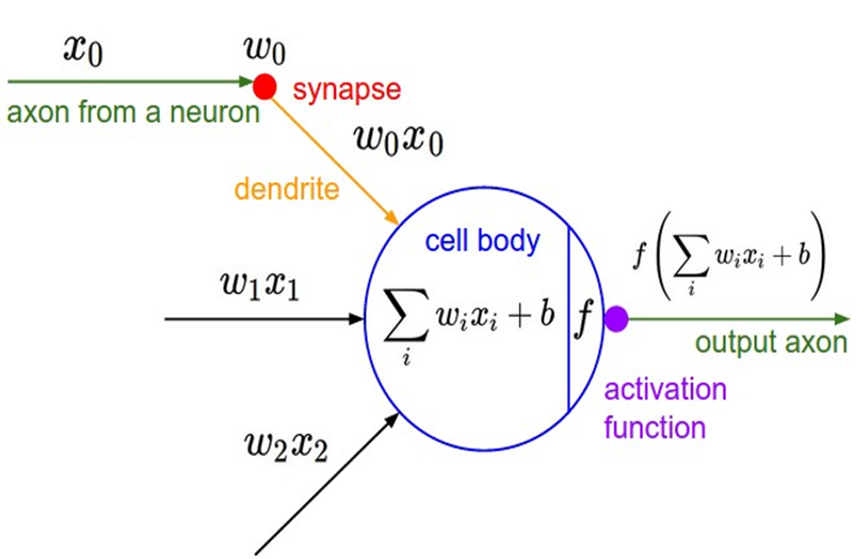 x₀
w₀
axon from a neuron
synapse
w₀x₀
dendrite
cell body
f(∑ᵢ wᵢxᵢ + b)
w₁x₁
∑ᵢ wᵢxᵢ + b
f
output axon
activation
function
w₂x₂